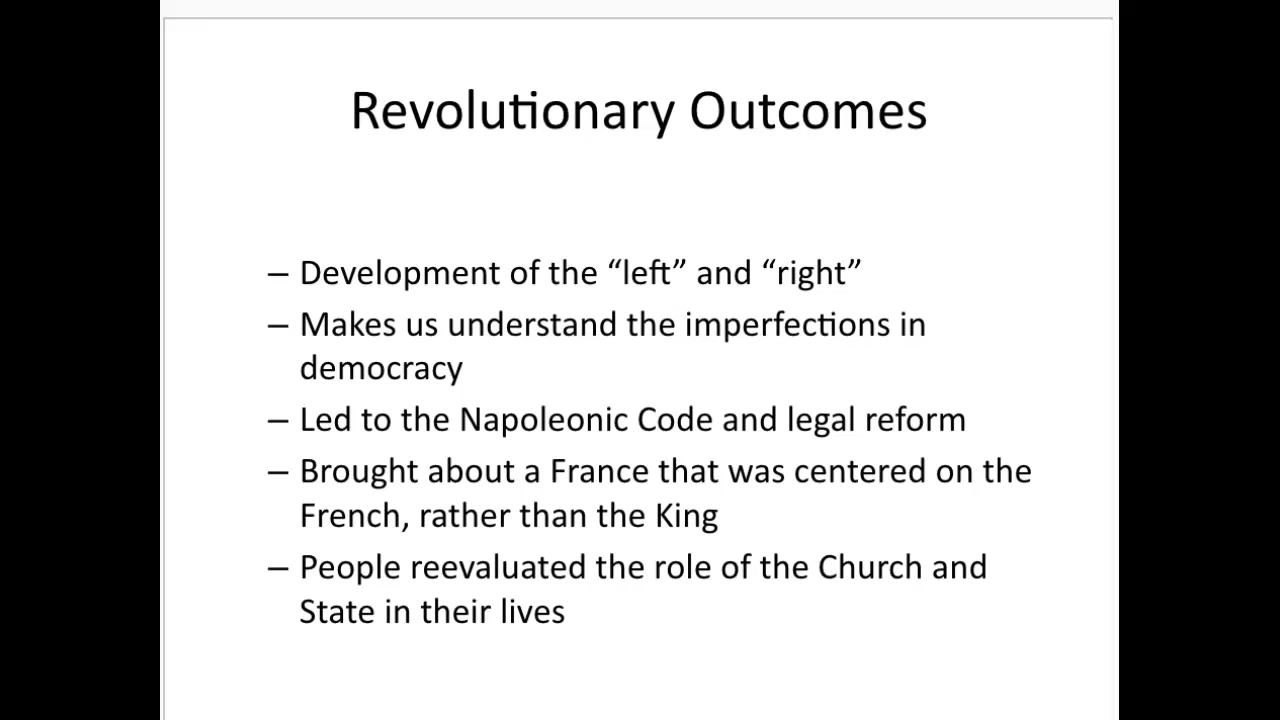 Revolutionary Outcomes
– Development of the “left” and “right”
– Makes us understand the imperfections in
democracy
– Led to the Napoleonic Code and legal reform
– Brought about a France that was centered on the
French, rather than the King
– People reevaluated the role of the Church and
State in their lives